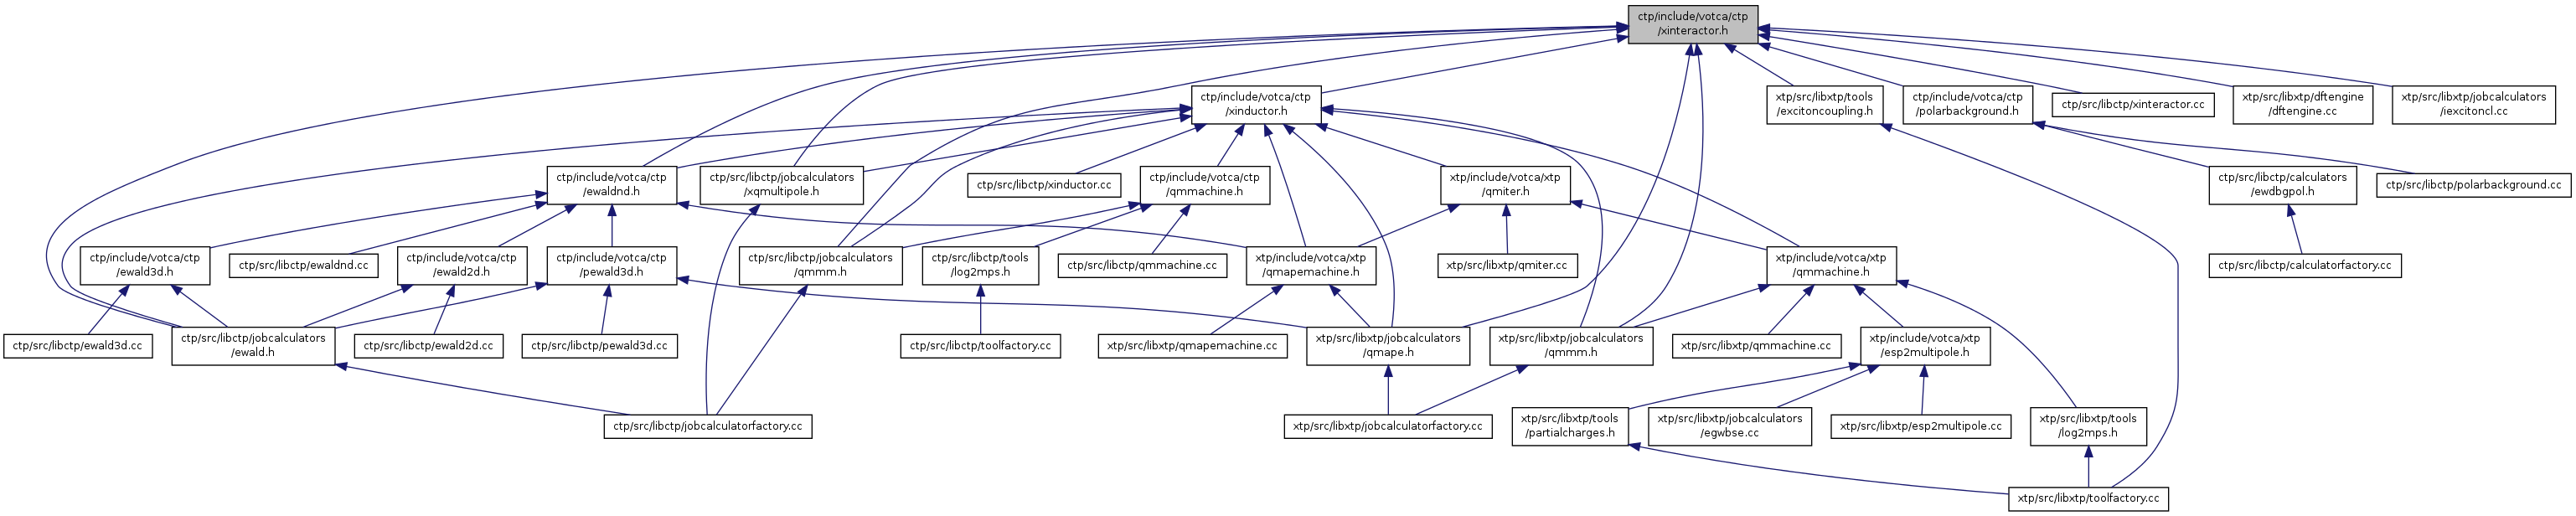 ctp/include/votca/ctp
/xinteractor.h
ctp/include/votca/ctp
/xinductor.h
xtp/src/libxtp/tools
/excitoncoupling.h
ctp/include/votca/ctp
/polarbackground.h
ctp/src/libctp/xinteractor.cc
xtp/src/libxtp/dftengine
/dftengine.cc
xtp/src/libxtp/jobcalculators
/iexcitoncl.cc
ctp/include/votca/ctp
/ewaldnd.h
ctp/src/libctp/jobcalculators
/xqmultipole.h
ctp/src/libctp/xinductor.cc
ctp/include/votca/ctp
/qmmachine.h
xtp/include/votca/xtp
/qmiter.h
ctp/src/libctp/calculators
/ewdbgpol.h
ctp/src/libctp/polarbackground.cc
ctp/include/votca/ctp
/ewald3d.h
ctp/src/libctp/ewaldnd.cc
ctp/include/votca/ctp
/ewald2d.h
ctp/include/votca/ctp
/pewald3d.h
ctp/src/libctp/jobcalculators
/qmmm.h
ctp/src/libctp/tools
/log2mps.h
ctp/src/libctp/qmmachine.cc
xtp/include/votca/xtp
/qmapemachine.h
xtp/src/libxtp/qmiter.cc
xtp/include/votca/xtp
/qmmachine.h
ctp/src/libctp/calculatorfactory.cc
ctp/src/libctp/ewald3d.cc
ctp/src/libctp/jobcalculators
/ewald.h
ctp/src/libctp/ewald2d.cc
ctp/src/libctp/pewald3d.cc
ctp/src/libctp/toolfactory.cc
xtp/src/libxtp/qmapemachine.cc
xtp/src/libxtp/jobcalculators
/qmape.h
xtp/src/libxtp/jobcalculators
/qmmm.h
xtp/src/libxtp/qmmachine.cc
xtp/include/votca/xtp
/esp2multipole.h
ctp/src/libctp/jobcalculatorfactory.cc
xtp/src/libxtp/jobcalculatorfactory.cc
xtp/src/libxtp/tools
/partialcharges.h
xtp/src/libxtp/jobcalculators
/egwbse.cc
xtp/src/libxtp/esp2multipole.cc
xtp/src/libxtp/tools
/log2mps.h
xtp/src/libxtp/toolfactory.cc